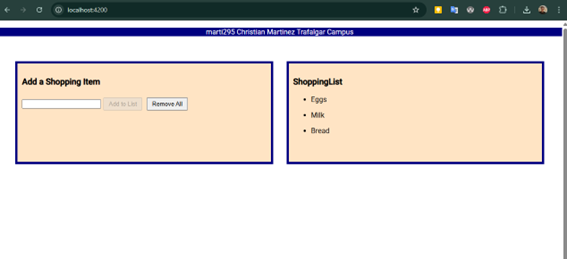 localhost:4200
marti295 Christian Martinez Trafalgar Campus
Add a Shopping Item
Add to List
Remove All
ShoppingList
Eggs
Milk
Bread